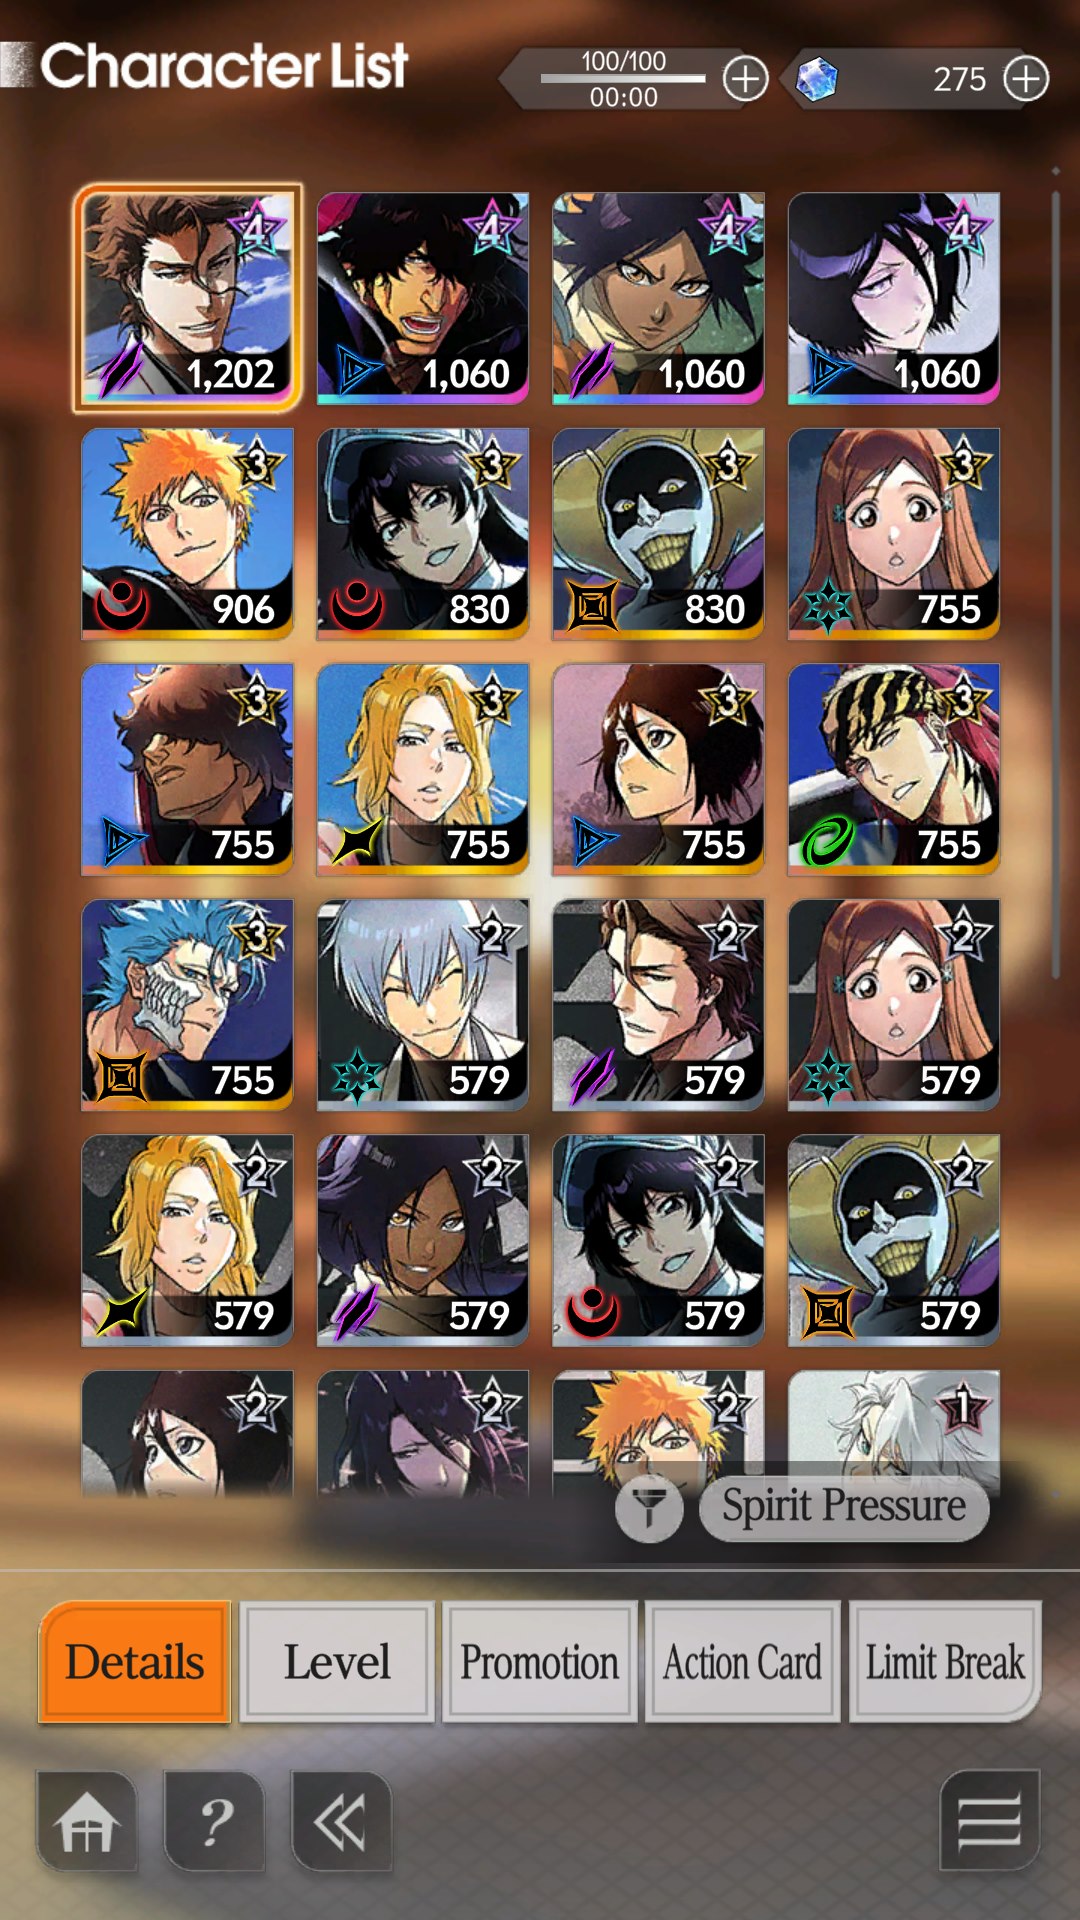 Character List
100/100
00:00
275
4 4 4 4
1,202 1,060 1,060 1,060
3 3 3 3
906 830 830 755
3 3 3 3
755 755 755 755
3 2 2 2
755 579 579 579
2 2 2 2
579 579 579 579
2 2 2 1
Spirit Pressure
Details Level Promotion Action Card Limit Break
?